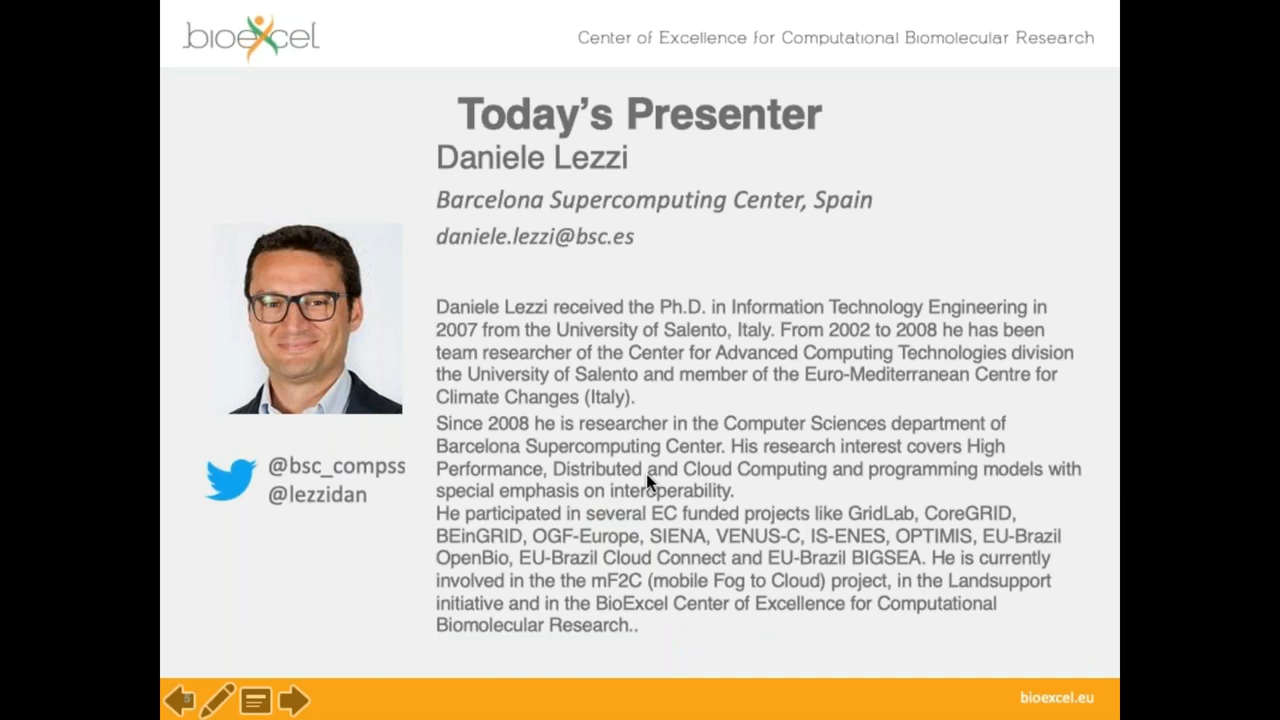 bioexcel
Center of Excellence for Computational Biomolecular Research
Today's Presenter
Daniele Lezzi
Barcelona Supercomputing Center, Spain
daniele.lezzi@bsc.es
@bsc_compss
@lezzidan
Daniele Lezzi received the Ph.D. in Information Technology Engineering in
2007 from the University of Salento, Italy. From 2002 to 2008 he has been
team researcher of the Center for Advanced Computing Technologies division
the University of Salento and member of the Euro-Mediterranean Centre for
Climate Changes (Italy).
Since 2008 he is researcher in the Computer Sciences department of
Barcelona Supercomputing Center. His research interest covers High
Performance, Distributed and Cloud Computing and programming models with
special emphasis on interoperability.
He participated in several EC funded projects like GridLab, CoreGRID,
BEinGRID, OGF-Europe, SIENA, VENUS-C, IS-ENES, OPTIMIS, EU-Brazil
OpenBio, EU-Brazil Cloud Connect and EU-Brazil BIGSEA. He is currently
involved in the the mF2C (mobile Fog to Cloud) project, in the Landsupport
initiative and in the BioExcel Center of Excellence for Computational
Biomolecular Research..
5
bioexcel.eu